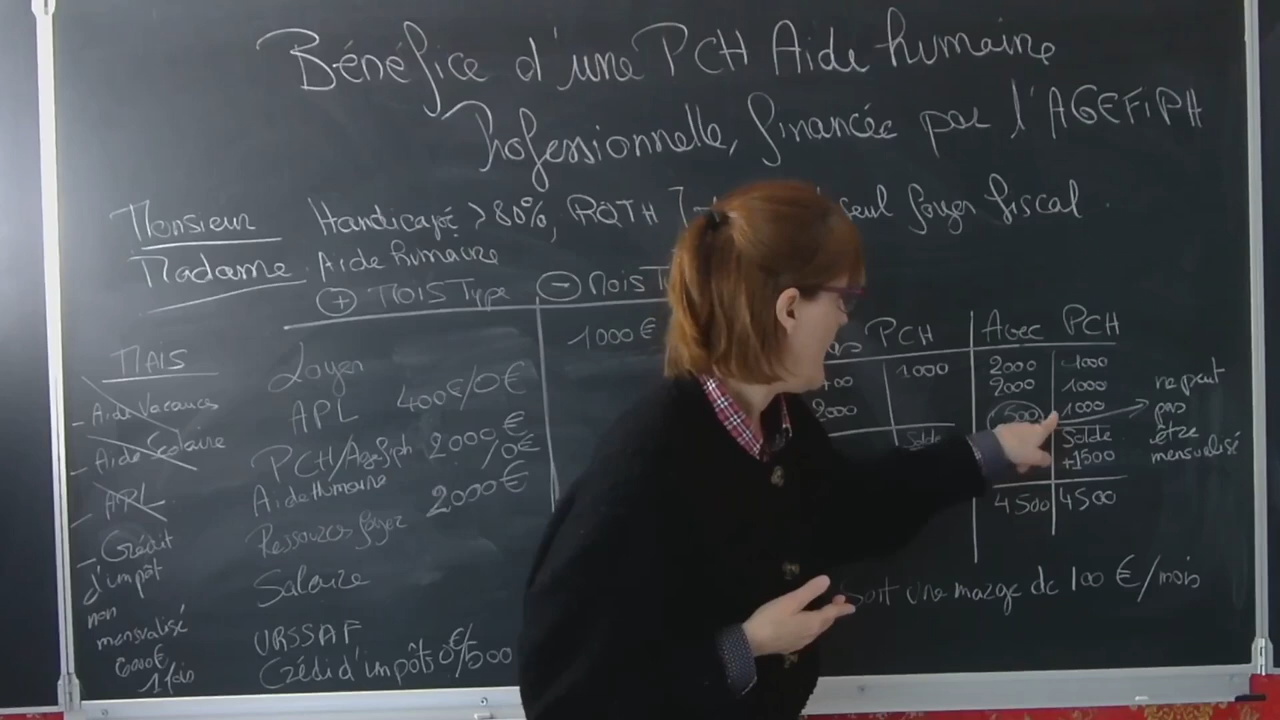 Bénéfice d'une PCH Aide humaine
Professionnelle, financée par l'AGEFIPH
Monsieur Handicapé >80%, RQTH seul foyer fiscal.
Madame Aide humaine
+ MOIS Type - MOIS
MAIS
- Aide Vacances
- Aide Scolaire
- APL
- Crédit
d'impôt
non
mensualisé
6000€
1 fois
Loyer 1000€
APL 400€/0€
PCH/Agefiph 2000€/0€
Aide Humaine
Ressources foyer 2000€
Salaire
URSSAF
Crédit d'impôts 0€/500
PCH
400 1000
2000
Solde
Avec PCH
2000 1000
2000 1000
500 1000
Solde
+1500
4500 4500
ne peut
pas
être
mensualisé
Soit une marge de 100 €/mois